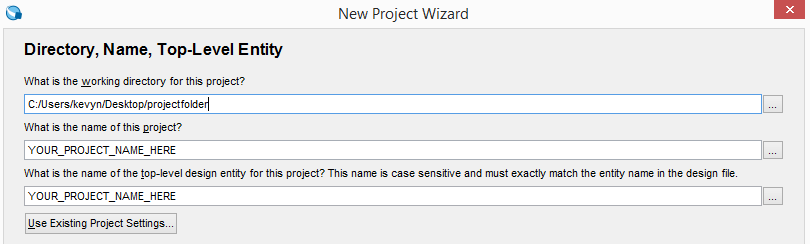 New Project Wizard
Directory, Name, Top-Level Entity
What is the working directory for this project?
C:/Users/kevyn/Desktop/projectfolder
...
What is the name of this project?
YOUR_PROJECT_NAME_HERE
...
What is the name of the top-level design entity for this project? This name is case sensitive and must exactly match the entity name in the design file.
YOUR_PROJECT_NAME_HERE
...
Use Existing Project Settings...